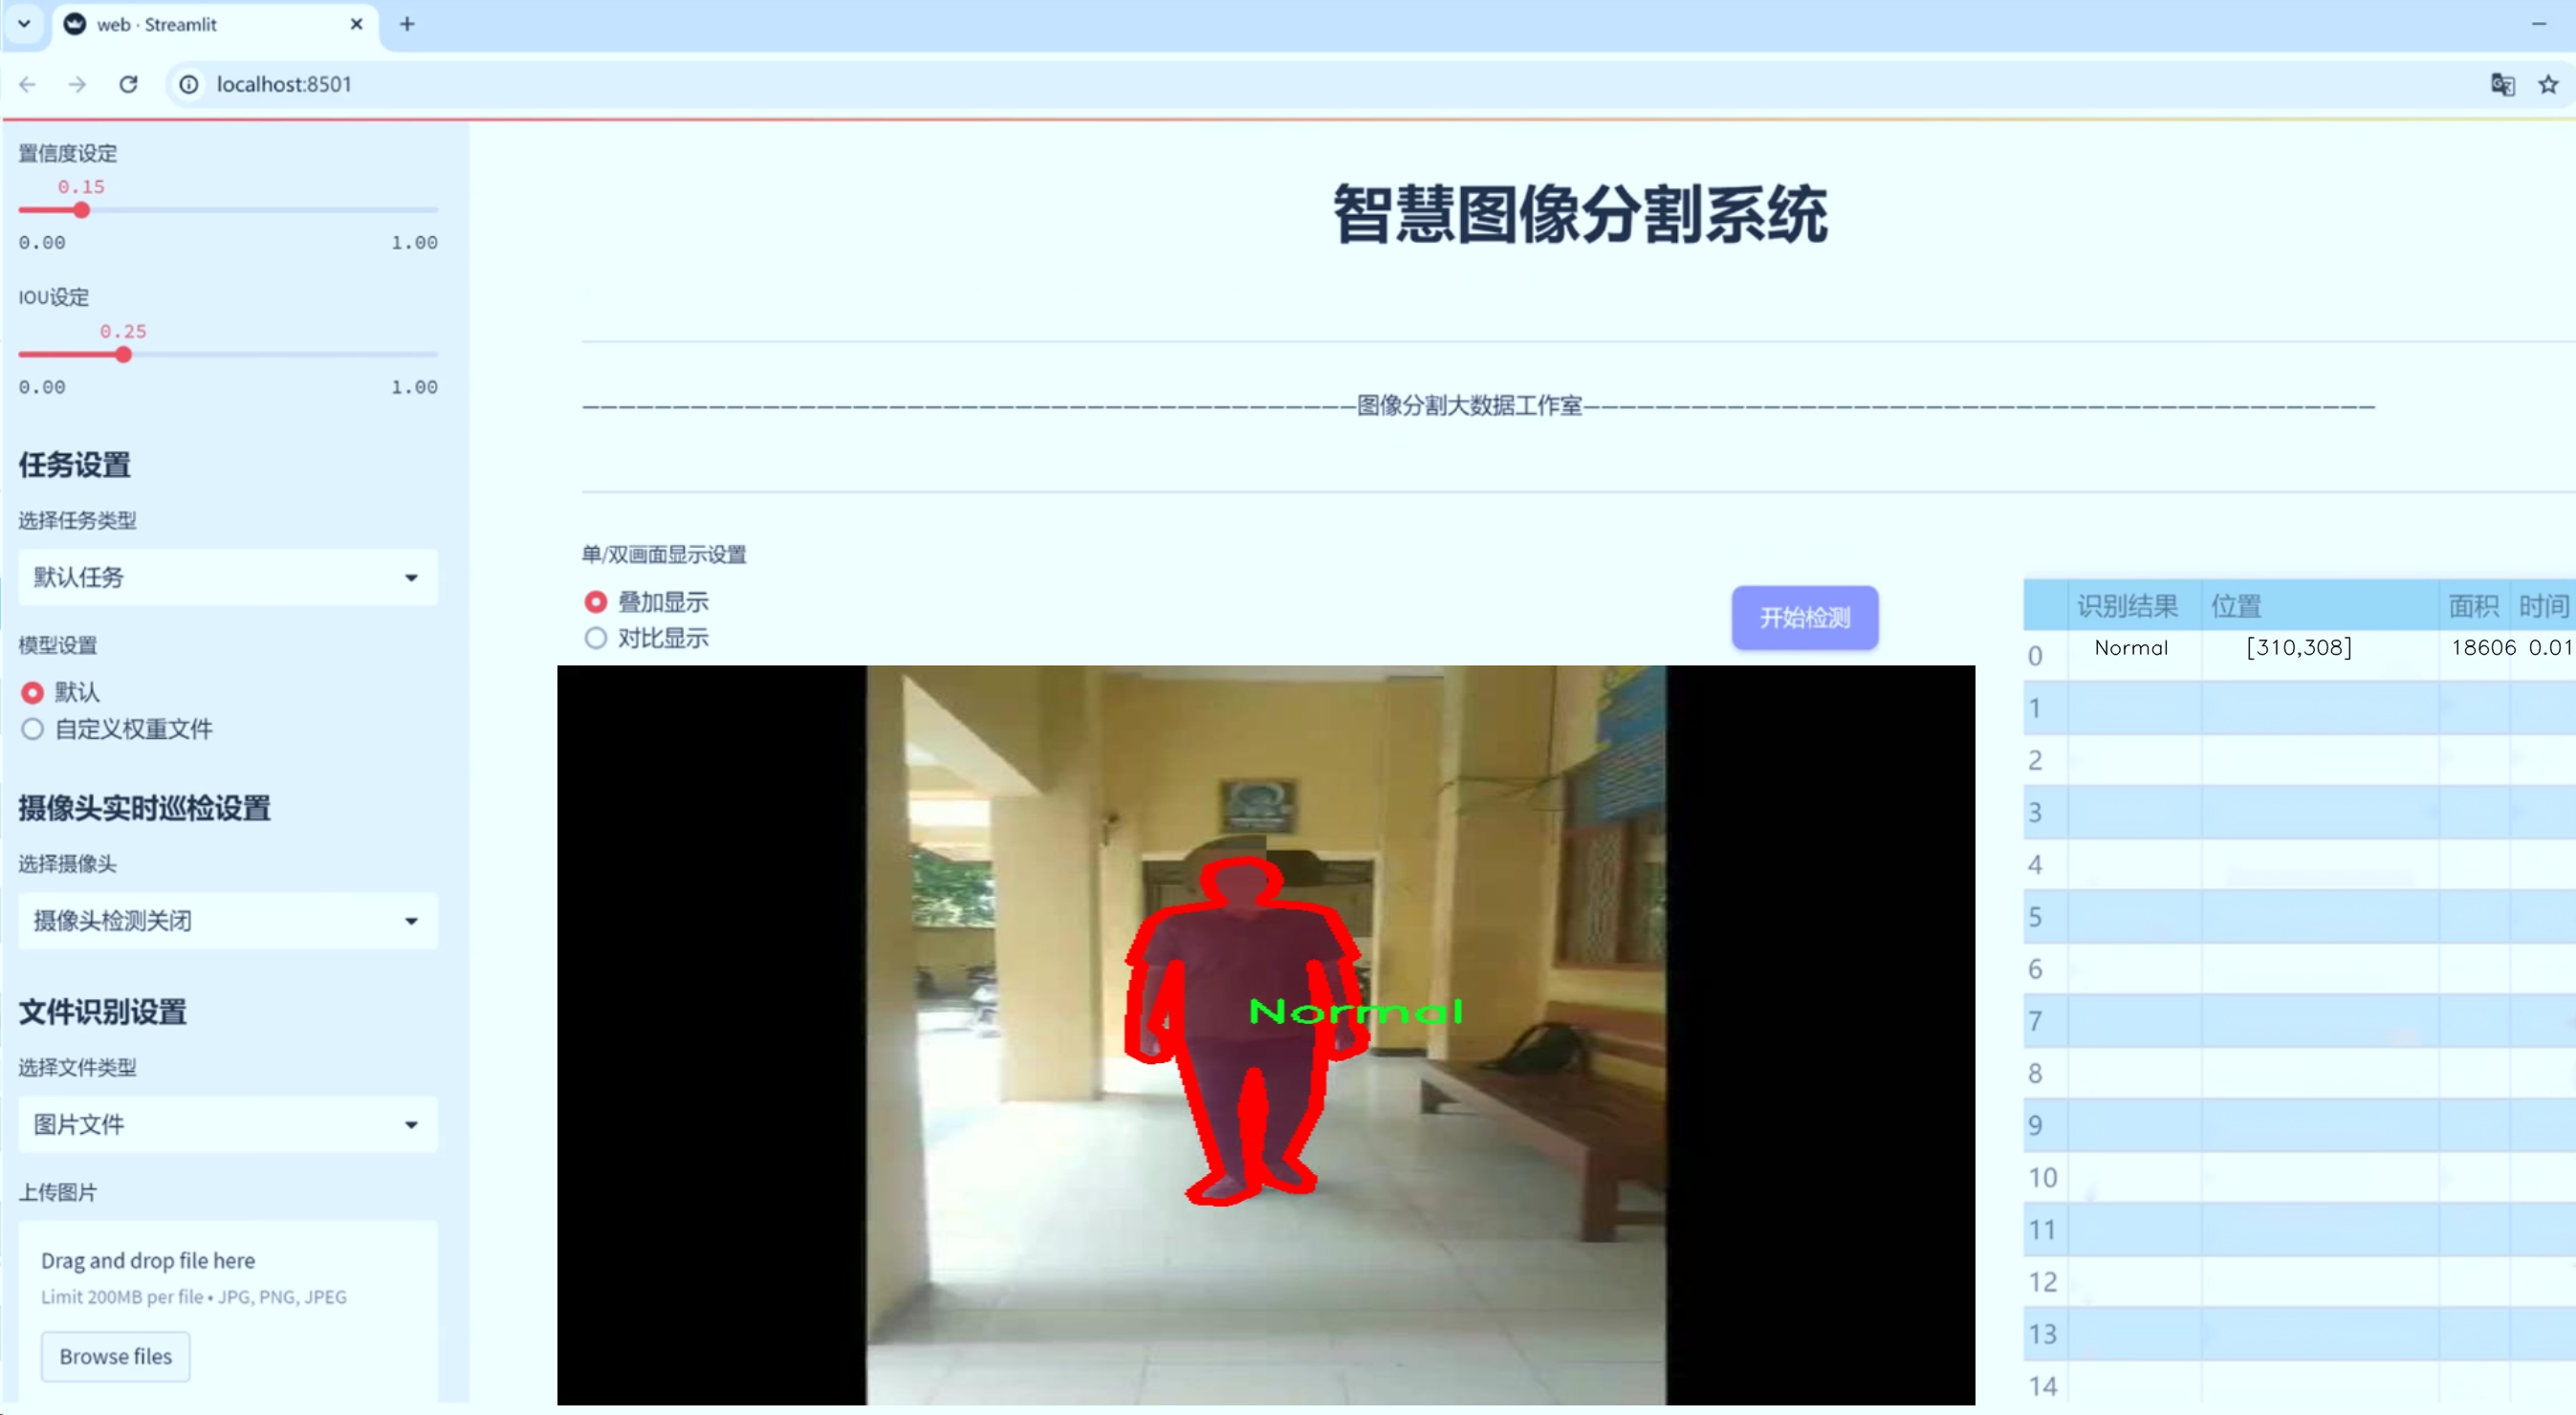 web · Streamlit
localhost:8501
置信度设定
0.15
0.00 1.00
IOU设定
0.25
0.00 1.00
任务设置
选择任务类型
默认任务
模型设置
默认
自定义权重文件
摄像头实时巡检设置
选择摄像头
摄像头检测关闭
文件识别设置
选择文件类型
图片文件
上传图片
Drag and drop file here
Limit 200MB per file • JPG, PNG, JPEG
Browse files
智慧图像分割系统
图像分割大数据工作室
单/双画面显示设置
叠加显示
对比显示
开始检测
Normal
识别结果 位置 面积 时间
0 Normal [310,308] 18606 0.01
1
2
3
4
5
6
7
8
9
10
11
12
13
14